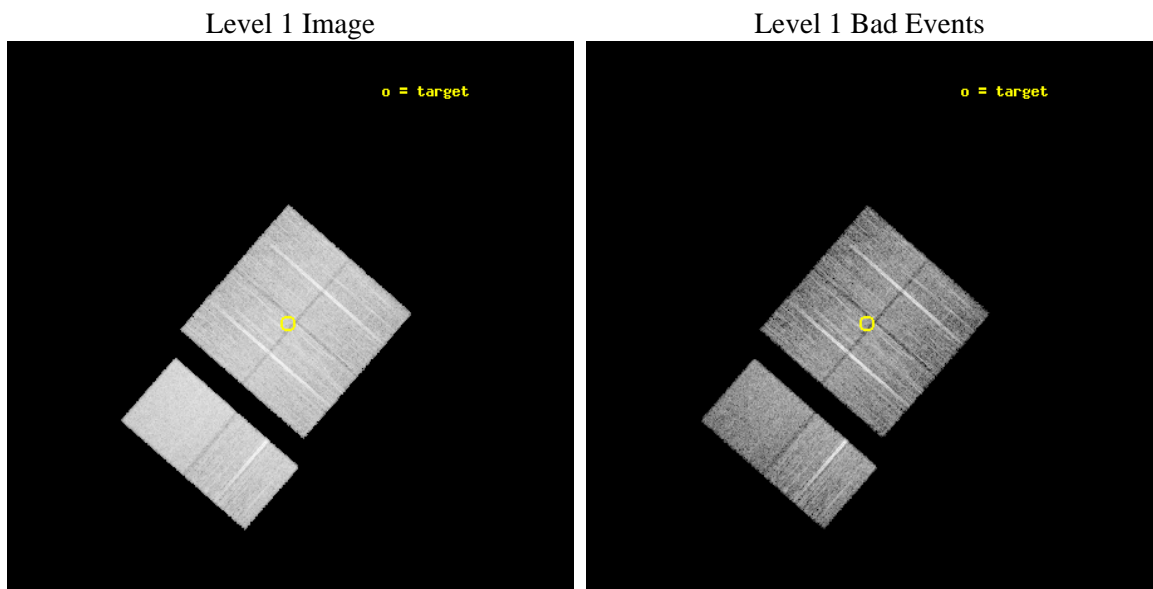 Level 1 Image
Level 1 Bad Events
o = target
o = target